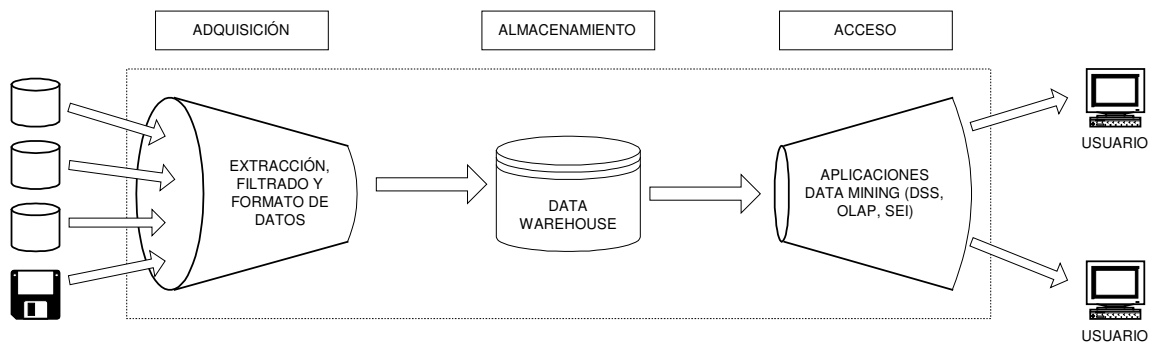 ADQUISICIÓN
ALMACENAMIENTO
ACCESO
EXTRACCIÓN,
FILTRADO Y
FORMATO DE
DATOS
DATA
WAREHOUSE
APLICACIONES
DATA MINING (DSS,
OLAP, SEI)
USUARIO
USUARIO